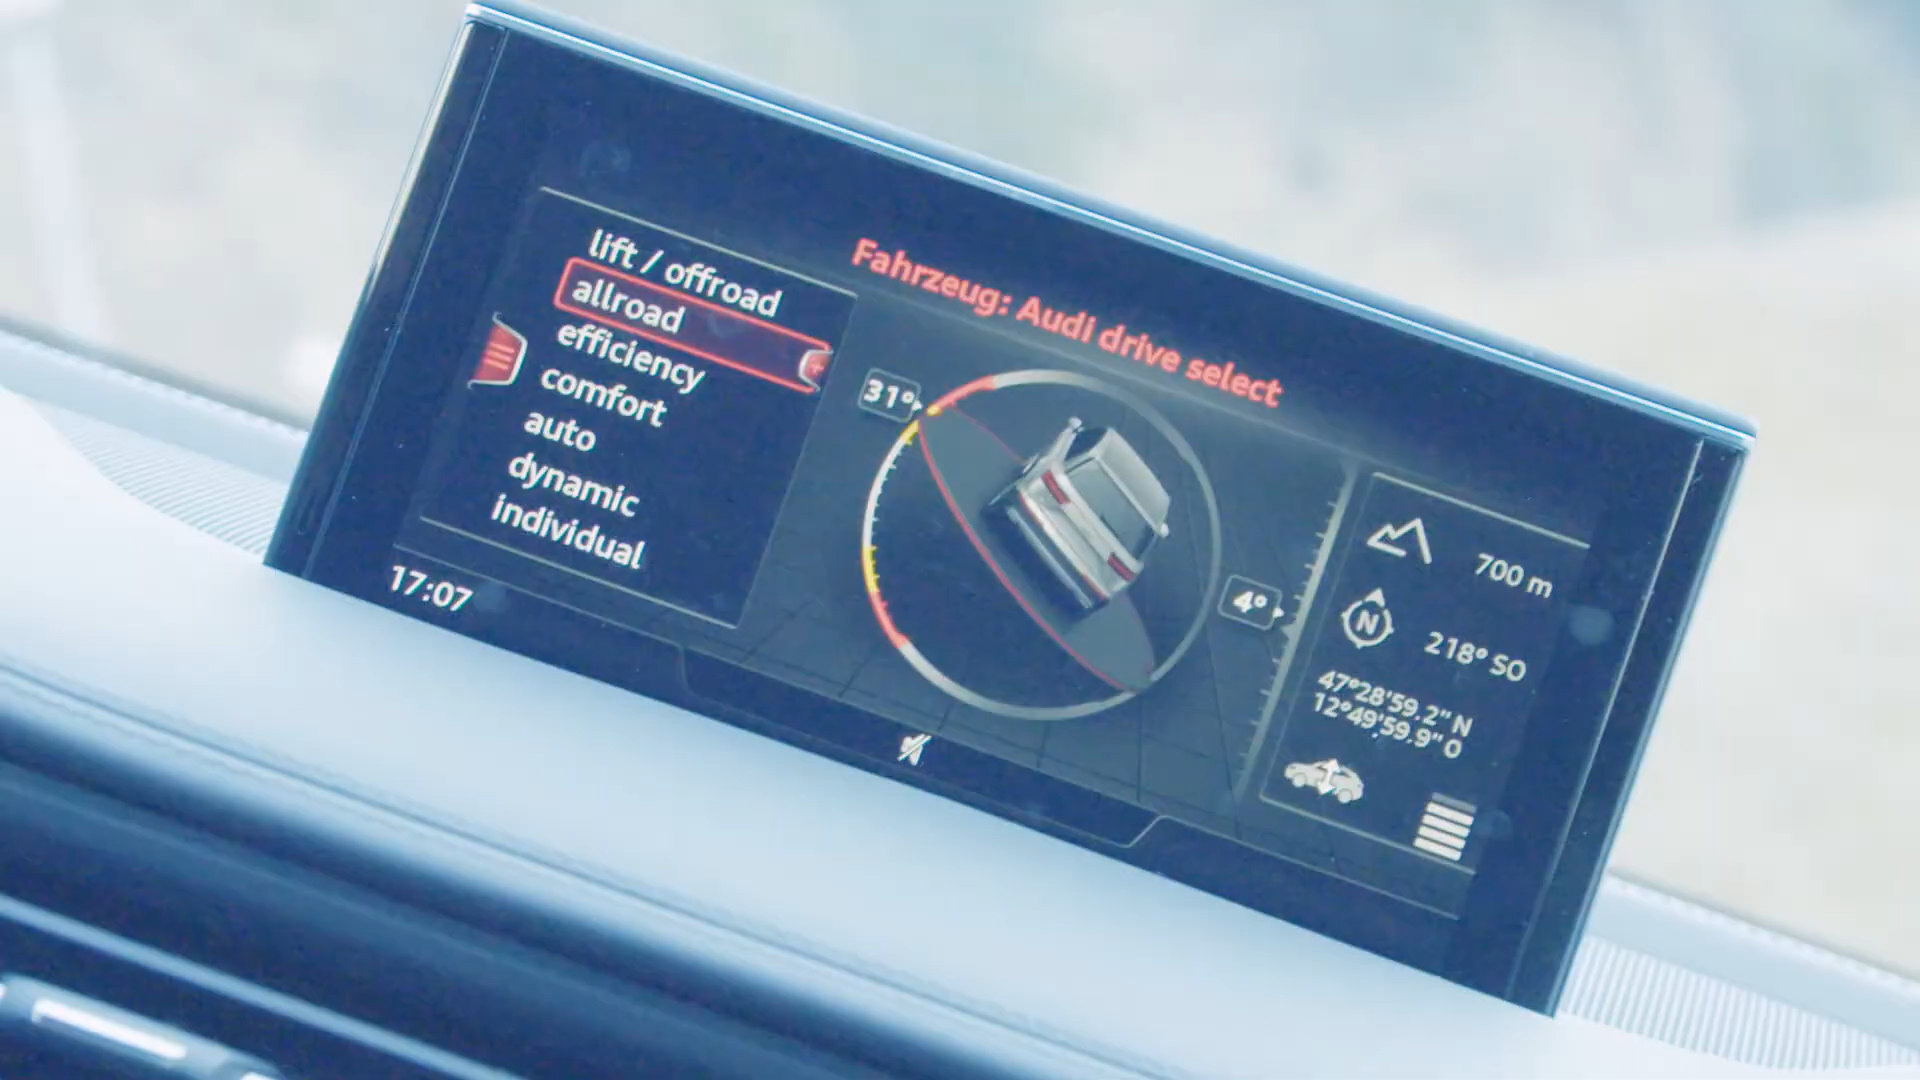 Fahrzeug: Audi drive select
lift / offroad
allroad
efficiency
comfort
auto
dynamic
individual
17:07
31°
4°
700 m
N
218° SO
47°28'59.2" N
12°49'59.9" O